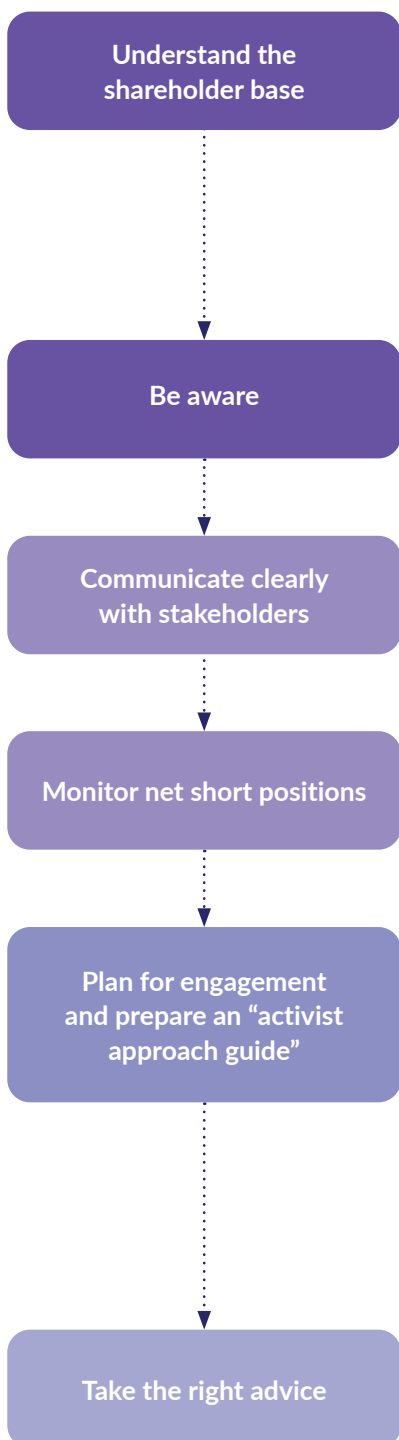 Understand the
shareholder base
Be aware
Communicate clearly
with stakeholders
Monitor net short positions
Plan for engagement
and prepare an “activist
approach guide”
Take the right advice